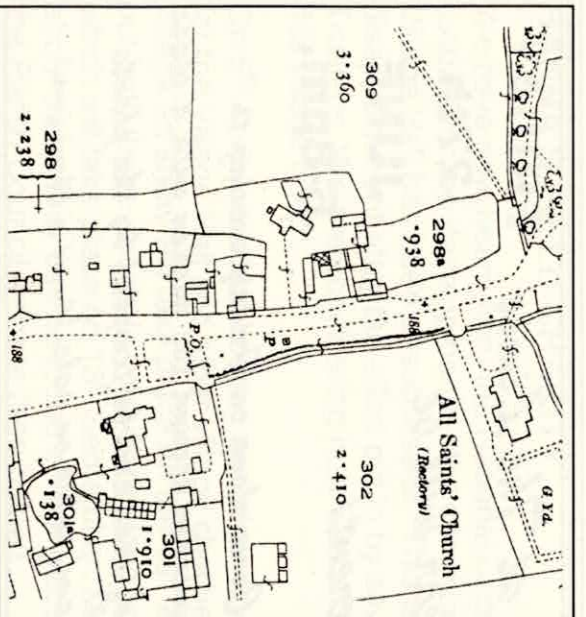 309
3·360
298
2·238
298a
·938
188
P.O.
P
188
All Saints' Church
(Rectory)
G. Yd.
302
2·410
301
1·910
301a
·138